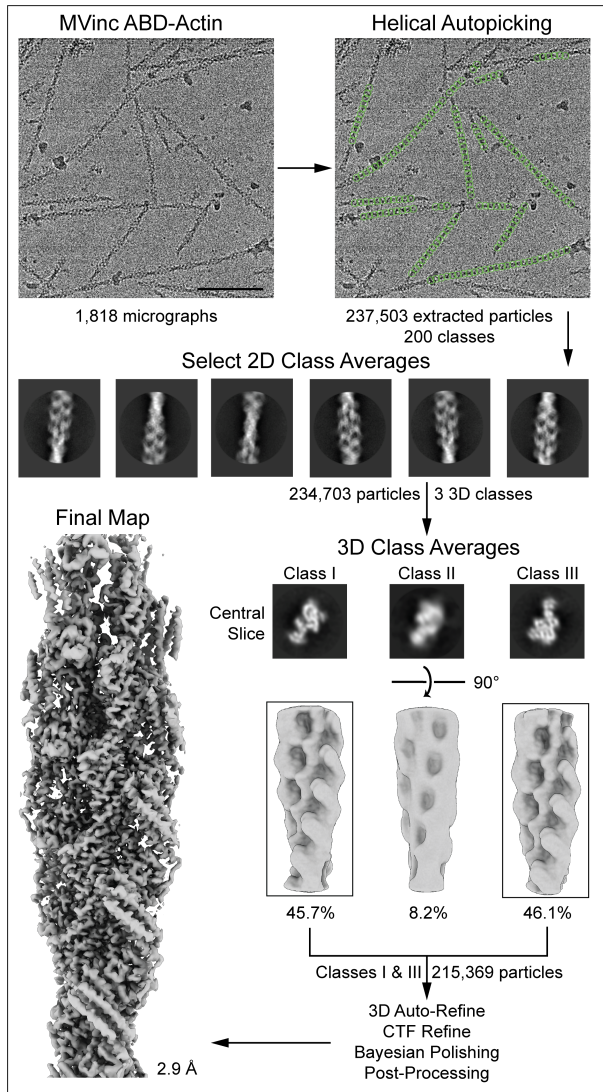 MVinc ABD-Actin
Helical Autopicking
1,818 micrographs
237,503 extracted particles
200 classes
Select 2D Class Averages
234,703 particles
3 3D classes
Final Map
3D Class Averages
Class I
Class II
Class III
Central
Slice
90°
45.7%
8.2%
46.1%
Classes I & III
215,369 particles
3D Auto-Refine
CTF Refine
Bayesian Polishing
Post-Processing
2.9 Å